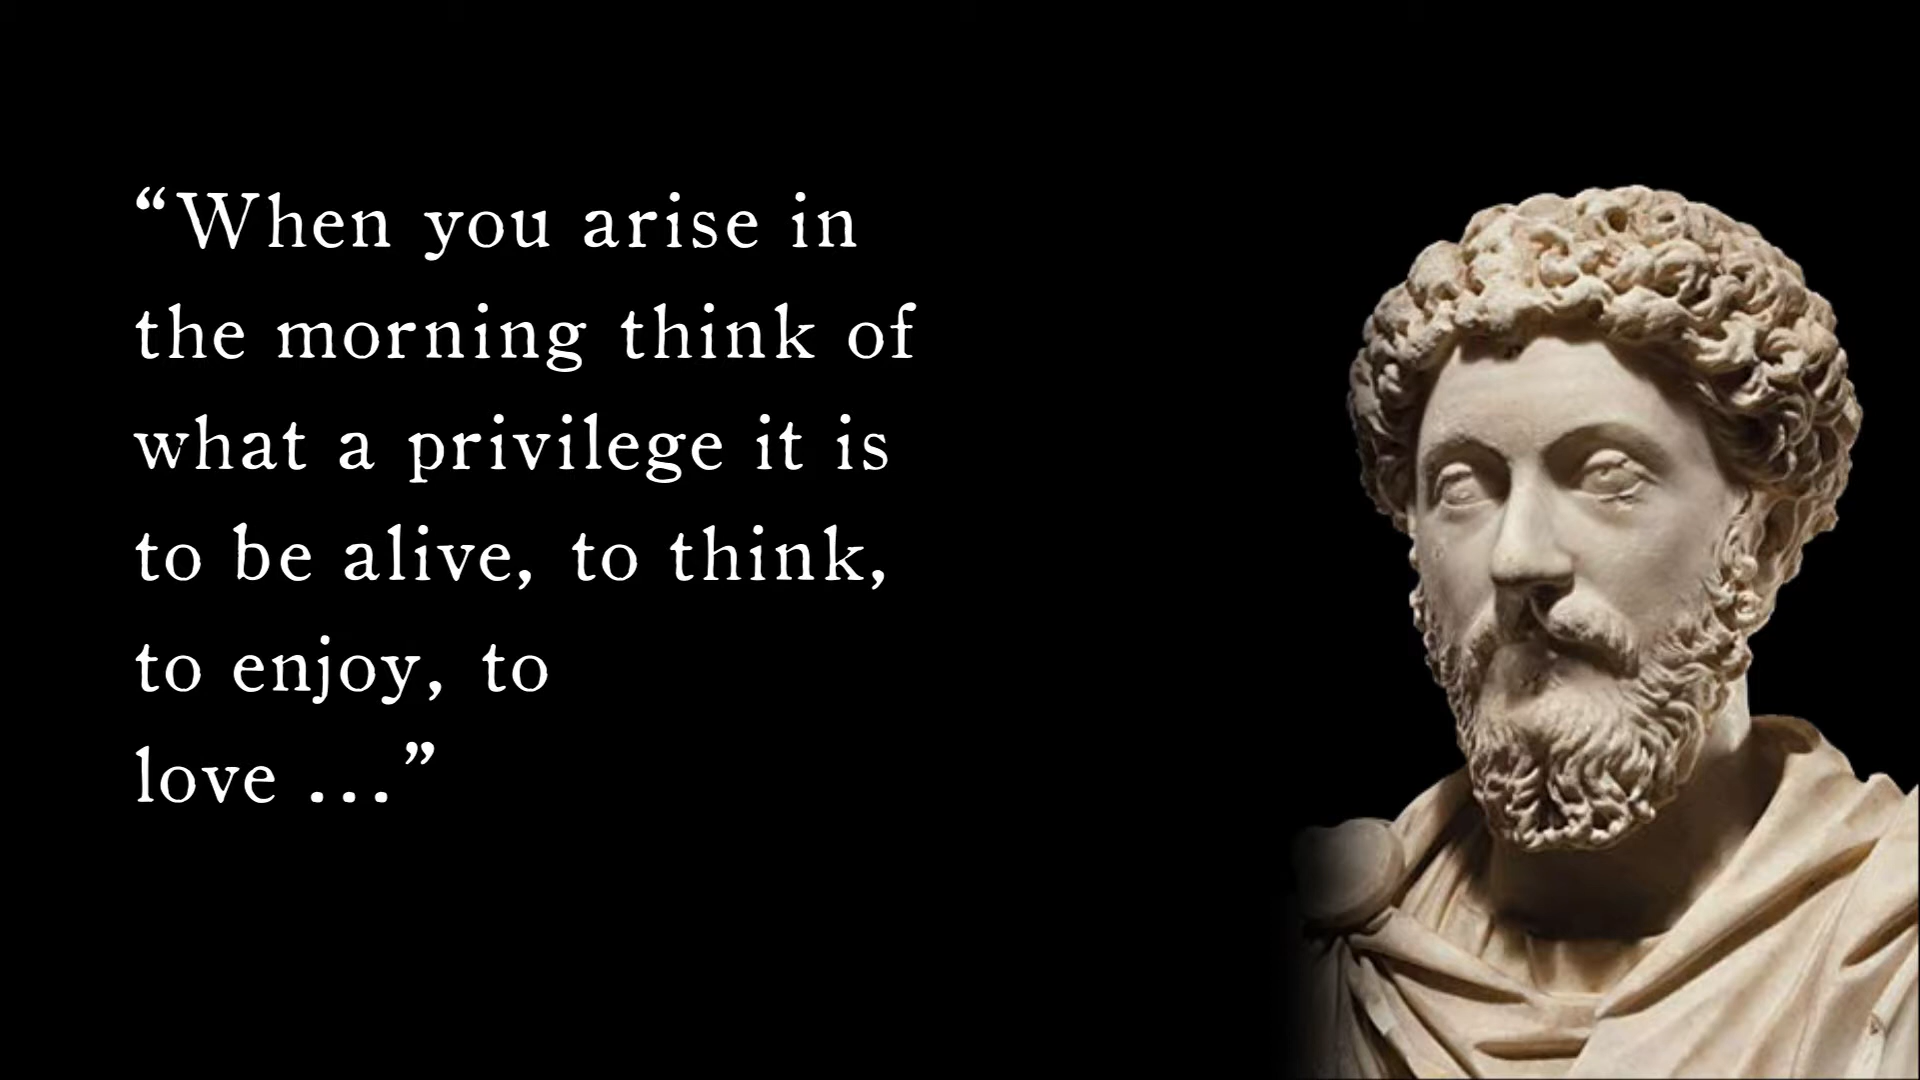 “When you arise in
the morning think of
what a privilege it is
to be alive, to think,
to enjoy, to
love ...”